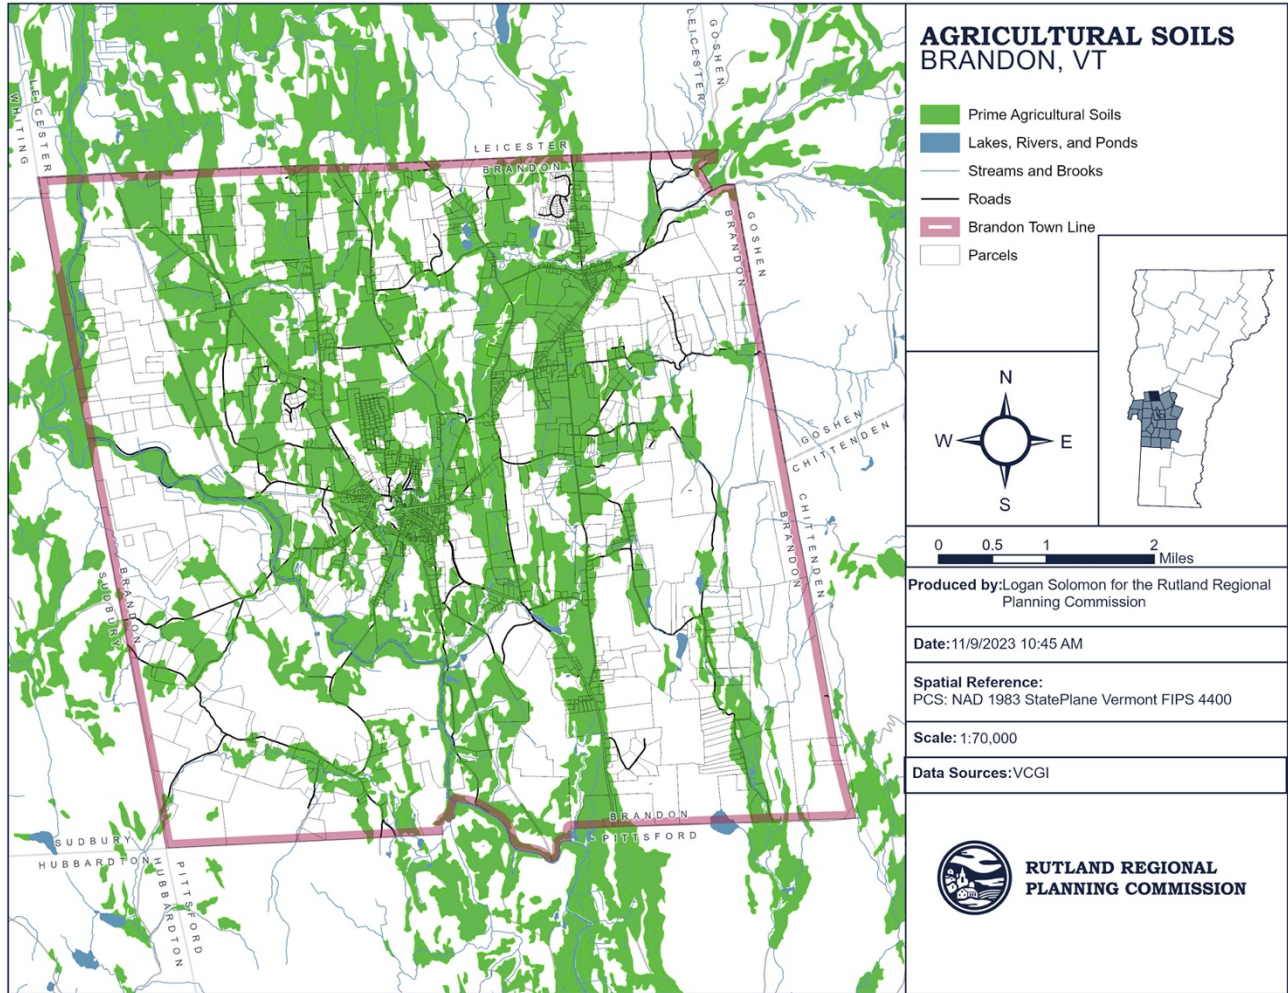 AGRICULTURAL SOILS
BRANDON, VT
Prime Agricultural Soils
Lakes, Rivers, and Ponds
Streams and Brooks
Roads
Brandon Town Line
Parcels
N
W
E
S
0 0.5 1 2
Miles
Produced by:Logan Solomon for the Rutland Regional
Planning Commission
Date:11/9/2023 10:45 AM
Spatial Reference:
PCS: NAD 1983 StatePlane Vermont FIPS 4400
Scale: 1:70,000
Data Sources:VCGI
RUTLAND REGIONAL
PLANNING COMMISSION
LEICESTER
WHITING
LEICESTER
GOSHEN
LEICESTER
BRANDON
GOSHEN
BRANDON
GOSHEN
CHITTENDEN
CHITTENDEN
BRANDON
BRANDON
SUDBURY
BRANDON
PITTSFORD
SUDBURY
HUBBARDTON
PITTSFORD
HUBBARDTON